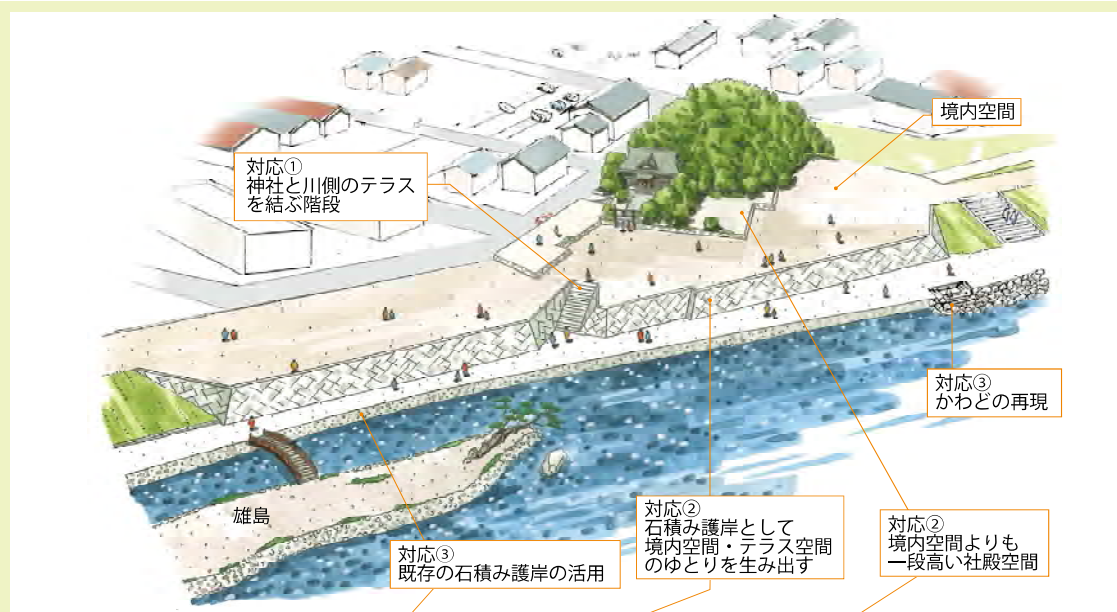 境内空間
対応①
神社と川側のテラス
を結ぶ階段
対応③
かわどの再現
雄島
対応③
既存の石積み護岸の活用
対応②
石積み護岸として
境内空間・テラス空間
のゆとりを生み出す
対応②
境内空間よりも
一段高い社殿空間